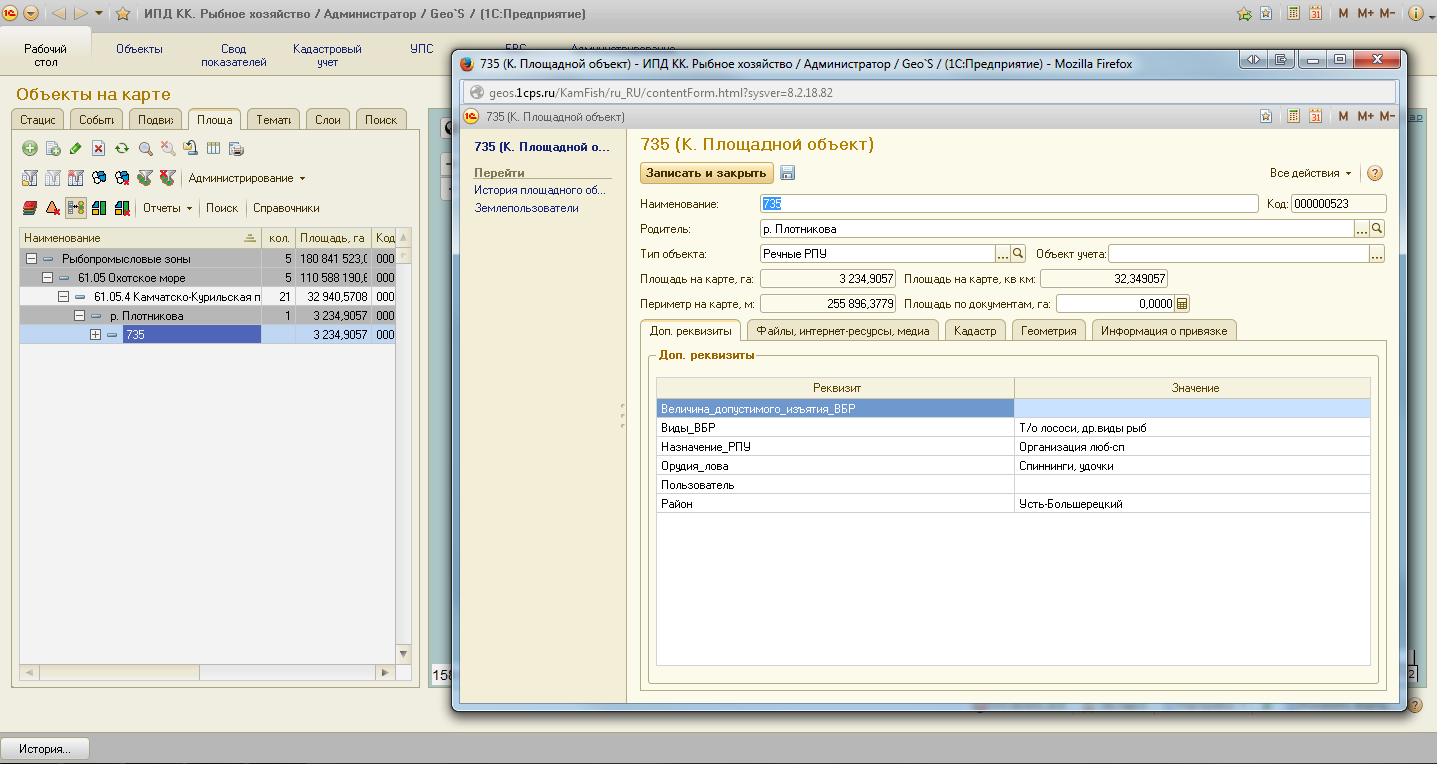 ИПД КК. Рыбное хозяйство / Администратор / Geo`S / (1С:Предприятие)
M M+ M-
Рабочий стол
Объекты
Свод показателей
Кадастровый учет
УПС
Администрирование
Объекты на карте
Стацис
Событи
Подвиж
Площа
Темати
Слои
Поиск
Администрирование
Отчеты
Поиск
Справочники
Наименование кол. Площадь, га Код
Рыбопромысловые зоны 5 180 841 523,0 000
61.05 Охотское море 5 110 588 190,6 000
61.05.4 Камчатско-Курильская п 21 32 940,5708 000
р. Плотникова 1 3 234,9057 000
735 3 234,9057 000
История...
735 (К. Площадной объект) - ИПД КК. Рыбное хозяйство / Администратор / Geo`S / (1С:Предприятие) - Mozilla Firefox
geos.1cps.ru/KamFish/ru_RU/contentForm.html?sysver=8.2.18.82
735 (К. Площадной объект)
M M+ M-
735 (К. Площадной о...
Перейти
История площадного об...
Землепользователи
735 (К. Площадной объект)
Записать и закрыть
Все действия
Наименование: 735 Код: 000000523
Родитель: р. Плотникова
Тип объекта: Речные РПУ Объект учета:
Площадь на карте, га: 3 234,9057 Площадь на карте, кв км: 32,349057
Периметр на карте, м: 255 896,3779 Площадь по документам, га: 0,0000
Доп. реквизиты
Файлы, интернет-ресурсы, медиа
Кадастр
Геометрия
Информация о привязке
Доп. реквизиты
Реквизит Значение
Величина_допустимого_изъятия_ВБР
Виды_ВБР Т/о лососи, др.виды рыб
Назначение_РПУ Организация люб-сп
Орудия_лова Спиннинги, удочки
Пользователь
Район Усть-Большерецкий